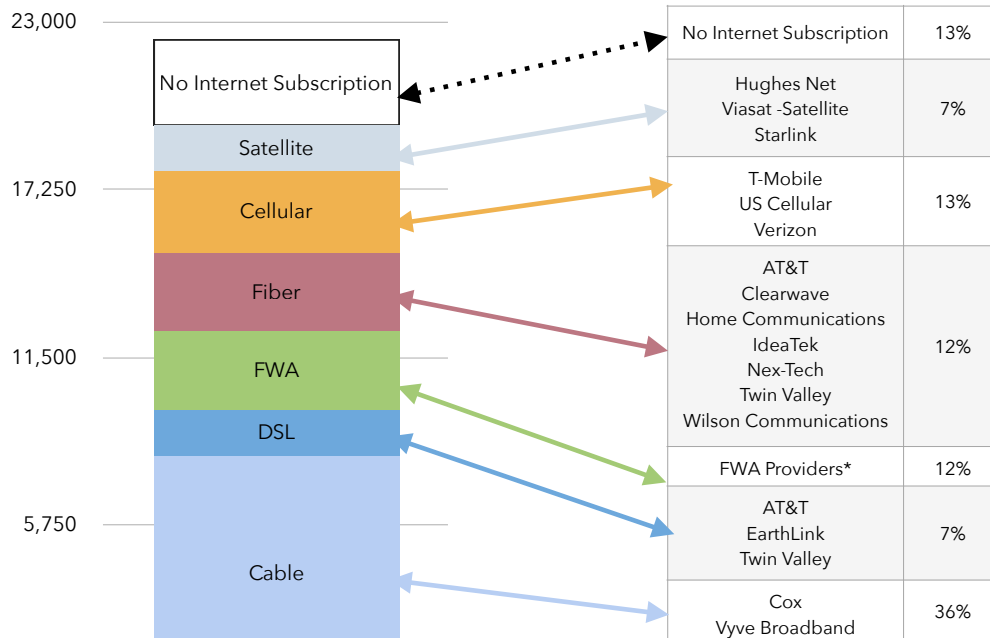 23,000
17,250
11,500
5,750
No Internet Subscription
Satellite
Cellular
Fiber
FWA
DSL
Cable
No Internet Subscription
13%
Hughes Net
Viasat -Satellite
Starlink
7%
T-Mobile
US Cellular
Verizon
13%
AT&T
Clearwave
Home Communications
IdeaTek
Nex-Tech
Twin Valley
Wilson Communications
12%
FWA Providers*
12%
AT&T
EarthLink
Twin Valley
7%
Cox
Vyve Broadband
36%